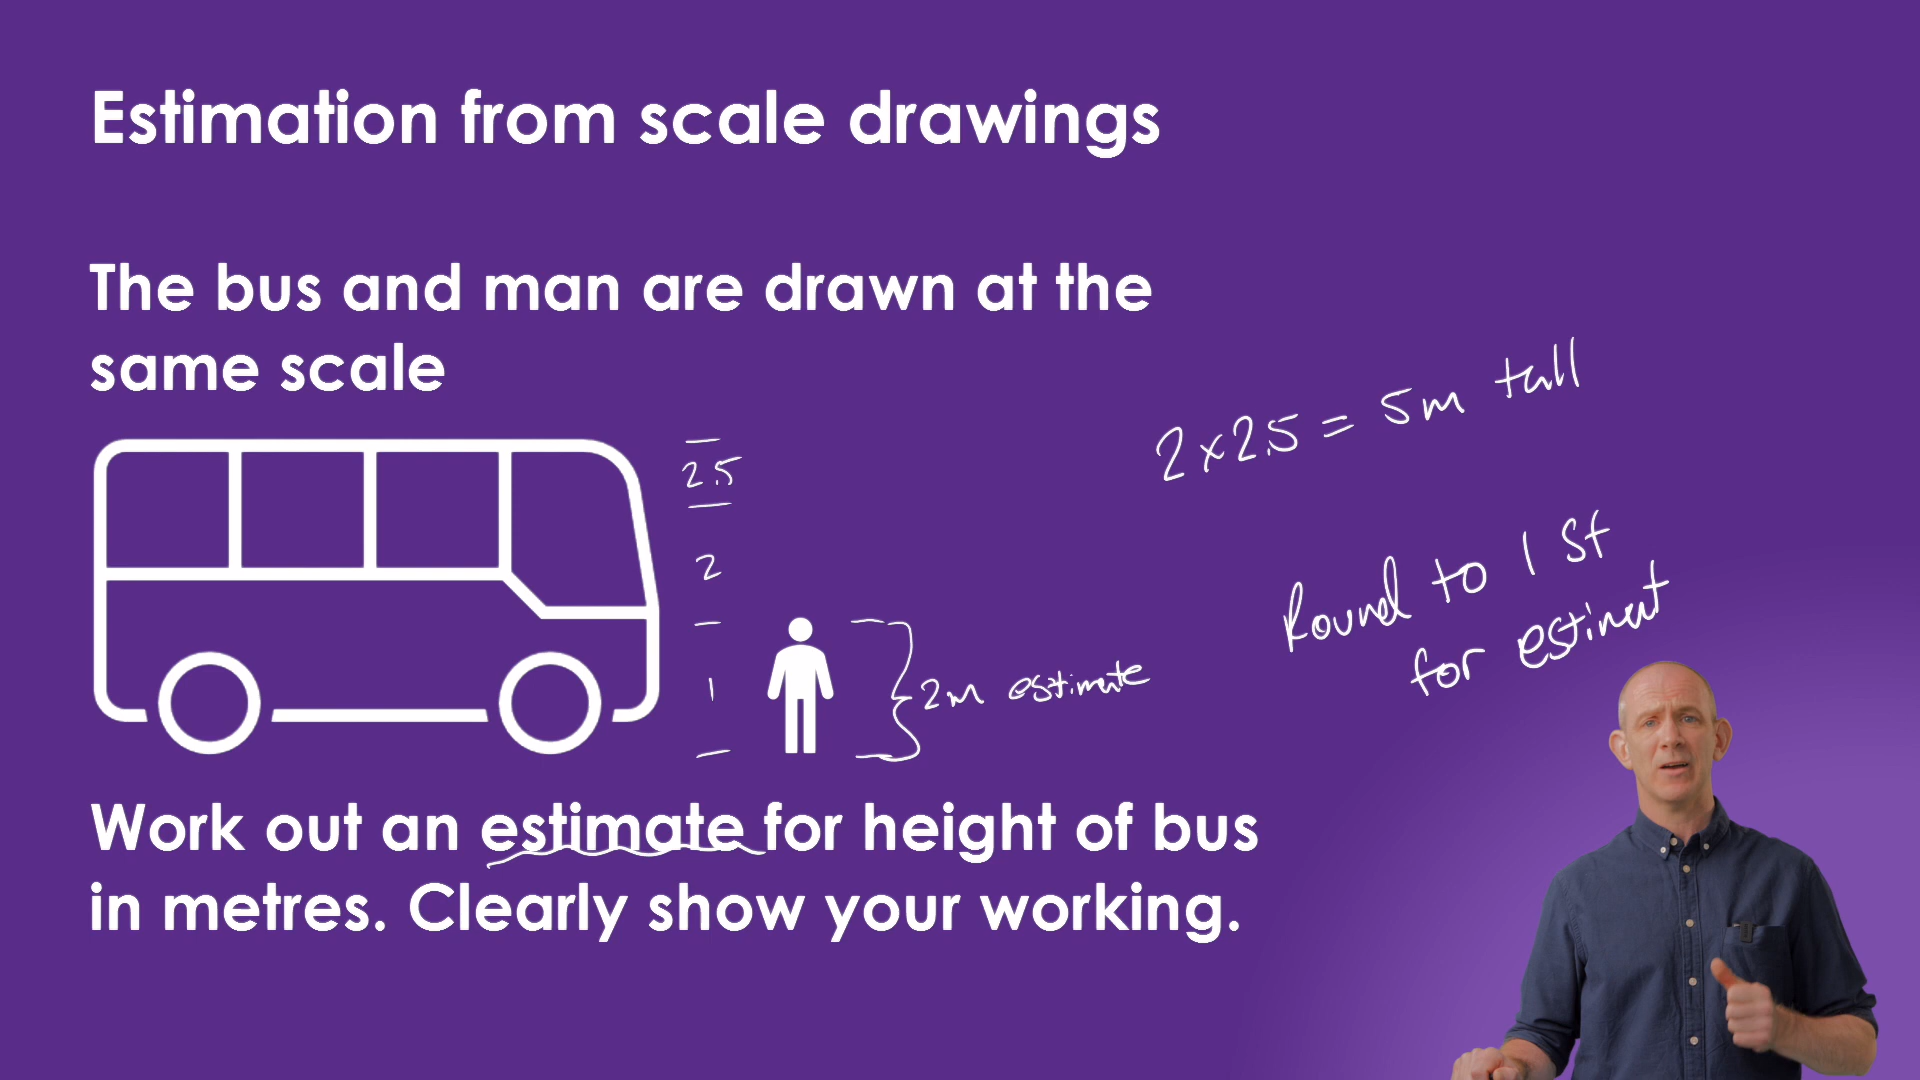 Estimation from scale drawings
The bus and man are drawn at the
same scale
2.5
2
1
2m estimate
2 x 2.5 = 5m tall
Round to 1 Sf
for estimat
Work out an estimate for height of bus
in metres. Clearly show your working.